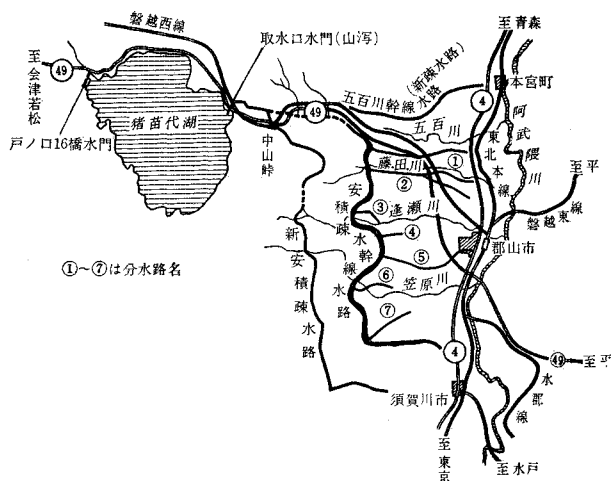 至青森
磐越西線
取水口水門(山潟)
至会津若松
49
猪苗代湖
戸ノ口16橋水門
中山峠
49
五百川幹線水路
(新疎水路)
4
本宮町
五百川
阿武隈川
東北本線
至平
磐越東線
藤田川
①
②
③
逢瀬川
④
⑤
郡山市
⑥
笠原川
⑦
安積疎水幹線水路
新安積疎水路
①~⑦は分水路名
4
49
至平
水郡線
須賀川市
至東京
至水戸